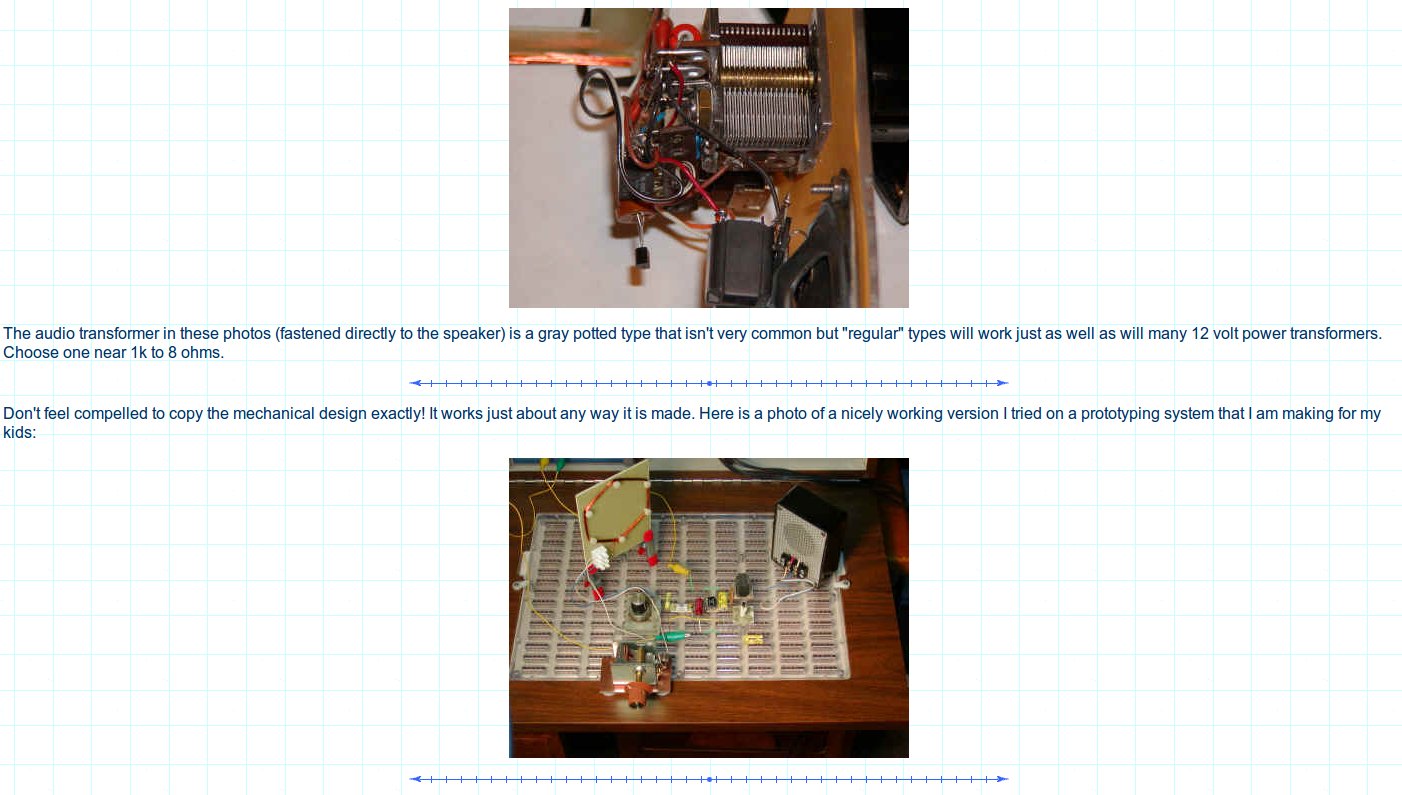 The audio transformer in these photos (fastened directly to the speaker) is a gray potted type that isn't very common but "regular" types will work just as well as will many 12 volt power transformers.
Choose one near 1k to 8 ohms.
Don't feel compelled to copy the mechanical design exactly! It works just about any way it is made. Here is a photo of a nicely working version I tried on a prototyping system that I am making for my
kids: